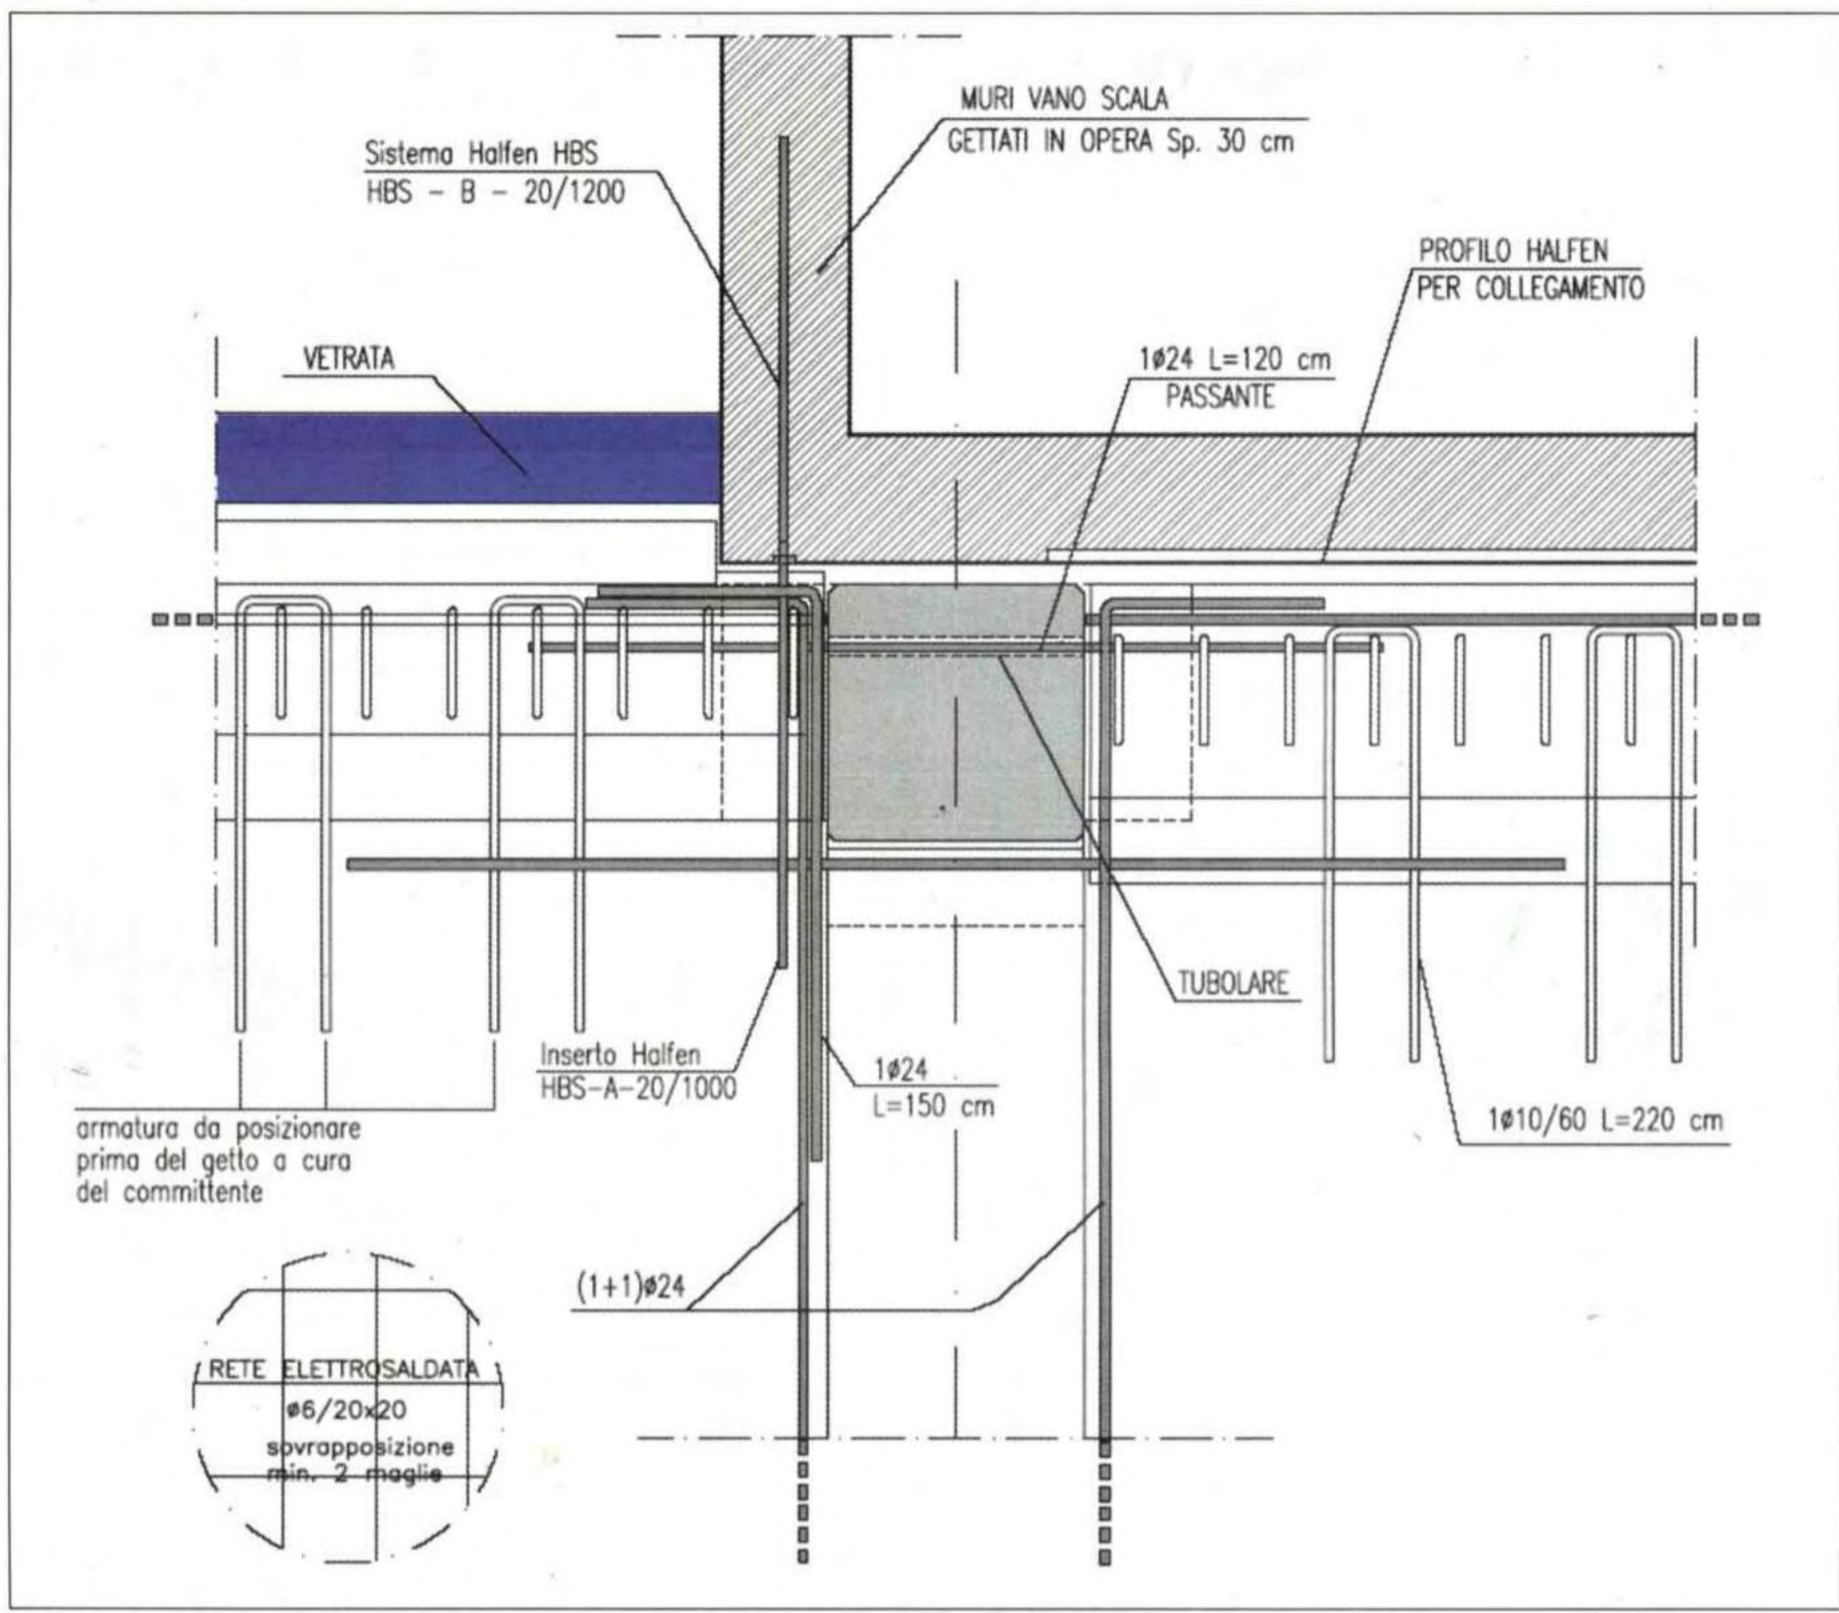 MURI VANO SCALA
GETTATI IN OPERA Sp. 30 cm
Sistema Halfen HBS
HBS - B - 20/1200
PROFILO HALFEN
PER COLLEGAMENTO
VETRATA
1ø24 L=120 cm
PASSANTE
TUBOLARE
Inserto Halfen
HBS-A-20/1000
1ø24
L=150 cm
1ø10/60 L=220 cm
armatura da posizionare
prima del getto a cura
del committente
(1+1)ø24
RETE ELETTROSALDATA
ø6/20x20
sovrapposizione
min. 2 maglie